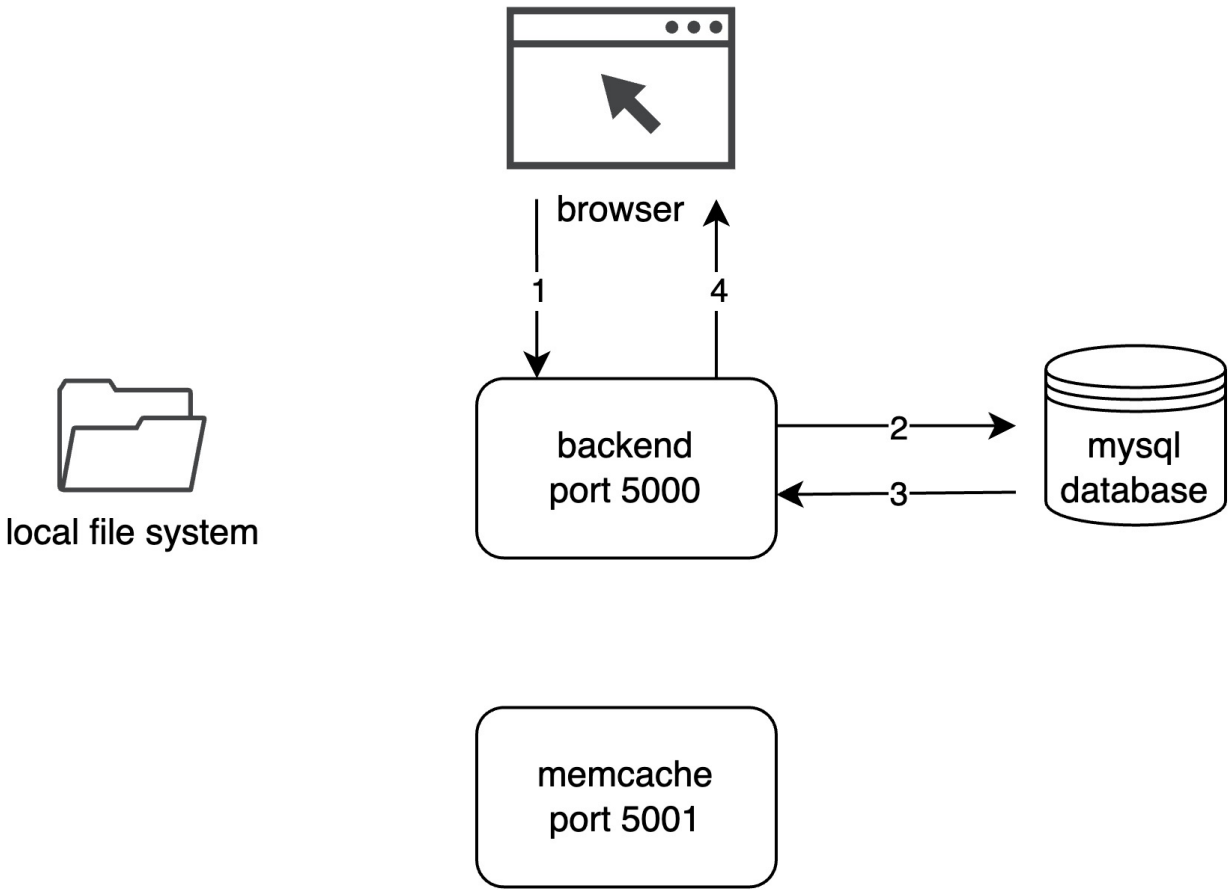 browser
1
4
backend
port 5000
2
3
mysql
database
local file system
memcache
port 5001